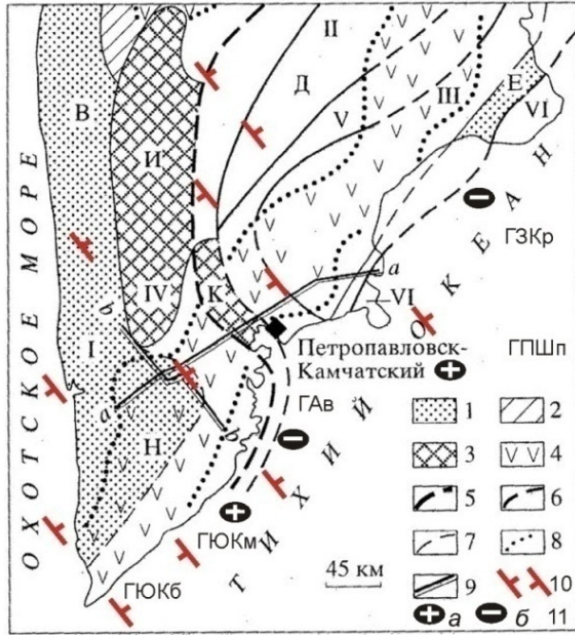 II
В
Д
III
Е
И
V
VI
ГЗКр
IV
К
а
VI
в
I
Петропавловск-
Камчатский
ГПШп
а
ГАв
Н
в
ГЮКм
ГЮКб
45 км
ОХОТСКОЕ МОРЕ
ТИХИЙ ОКЕАН
1 2
3 4
5 6
7 8
9 10
а б 11